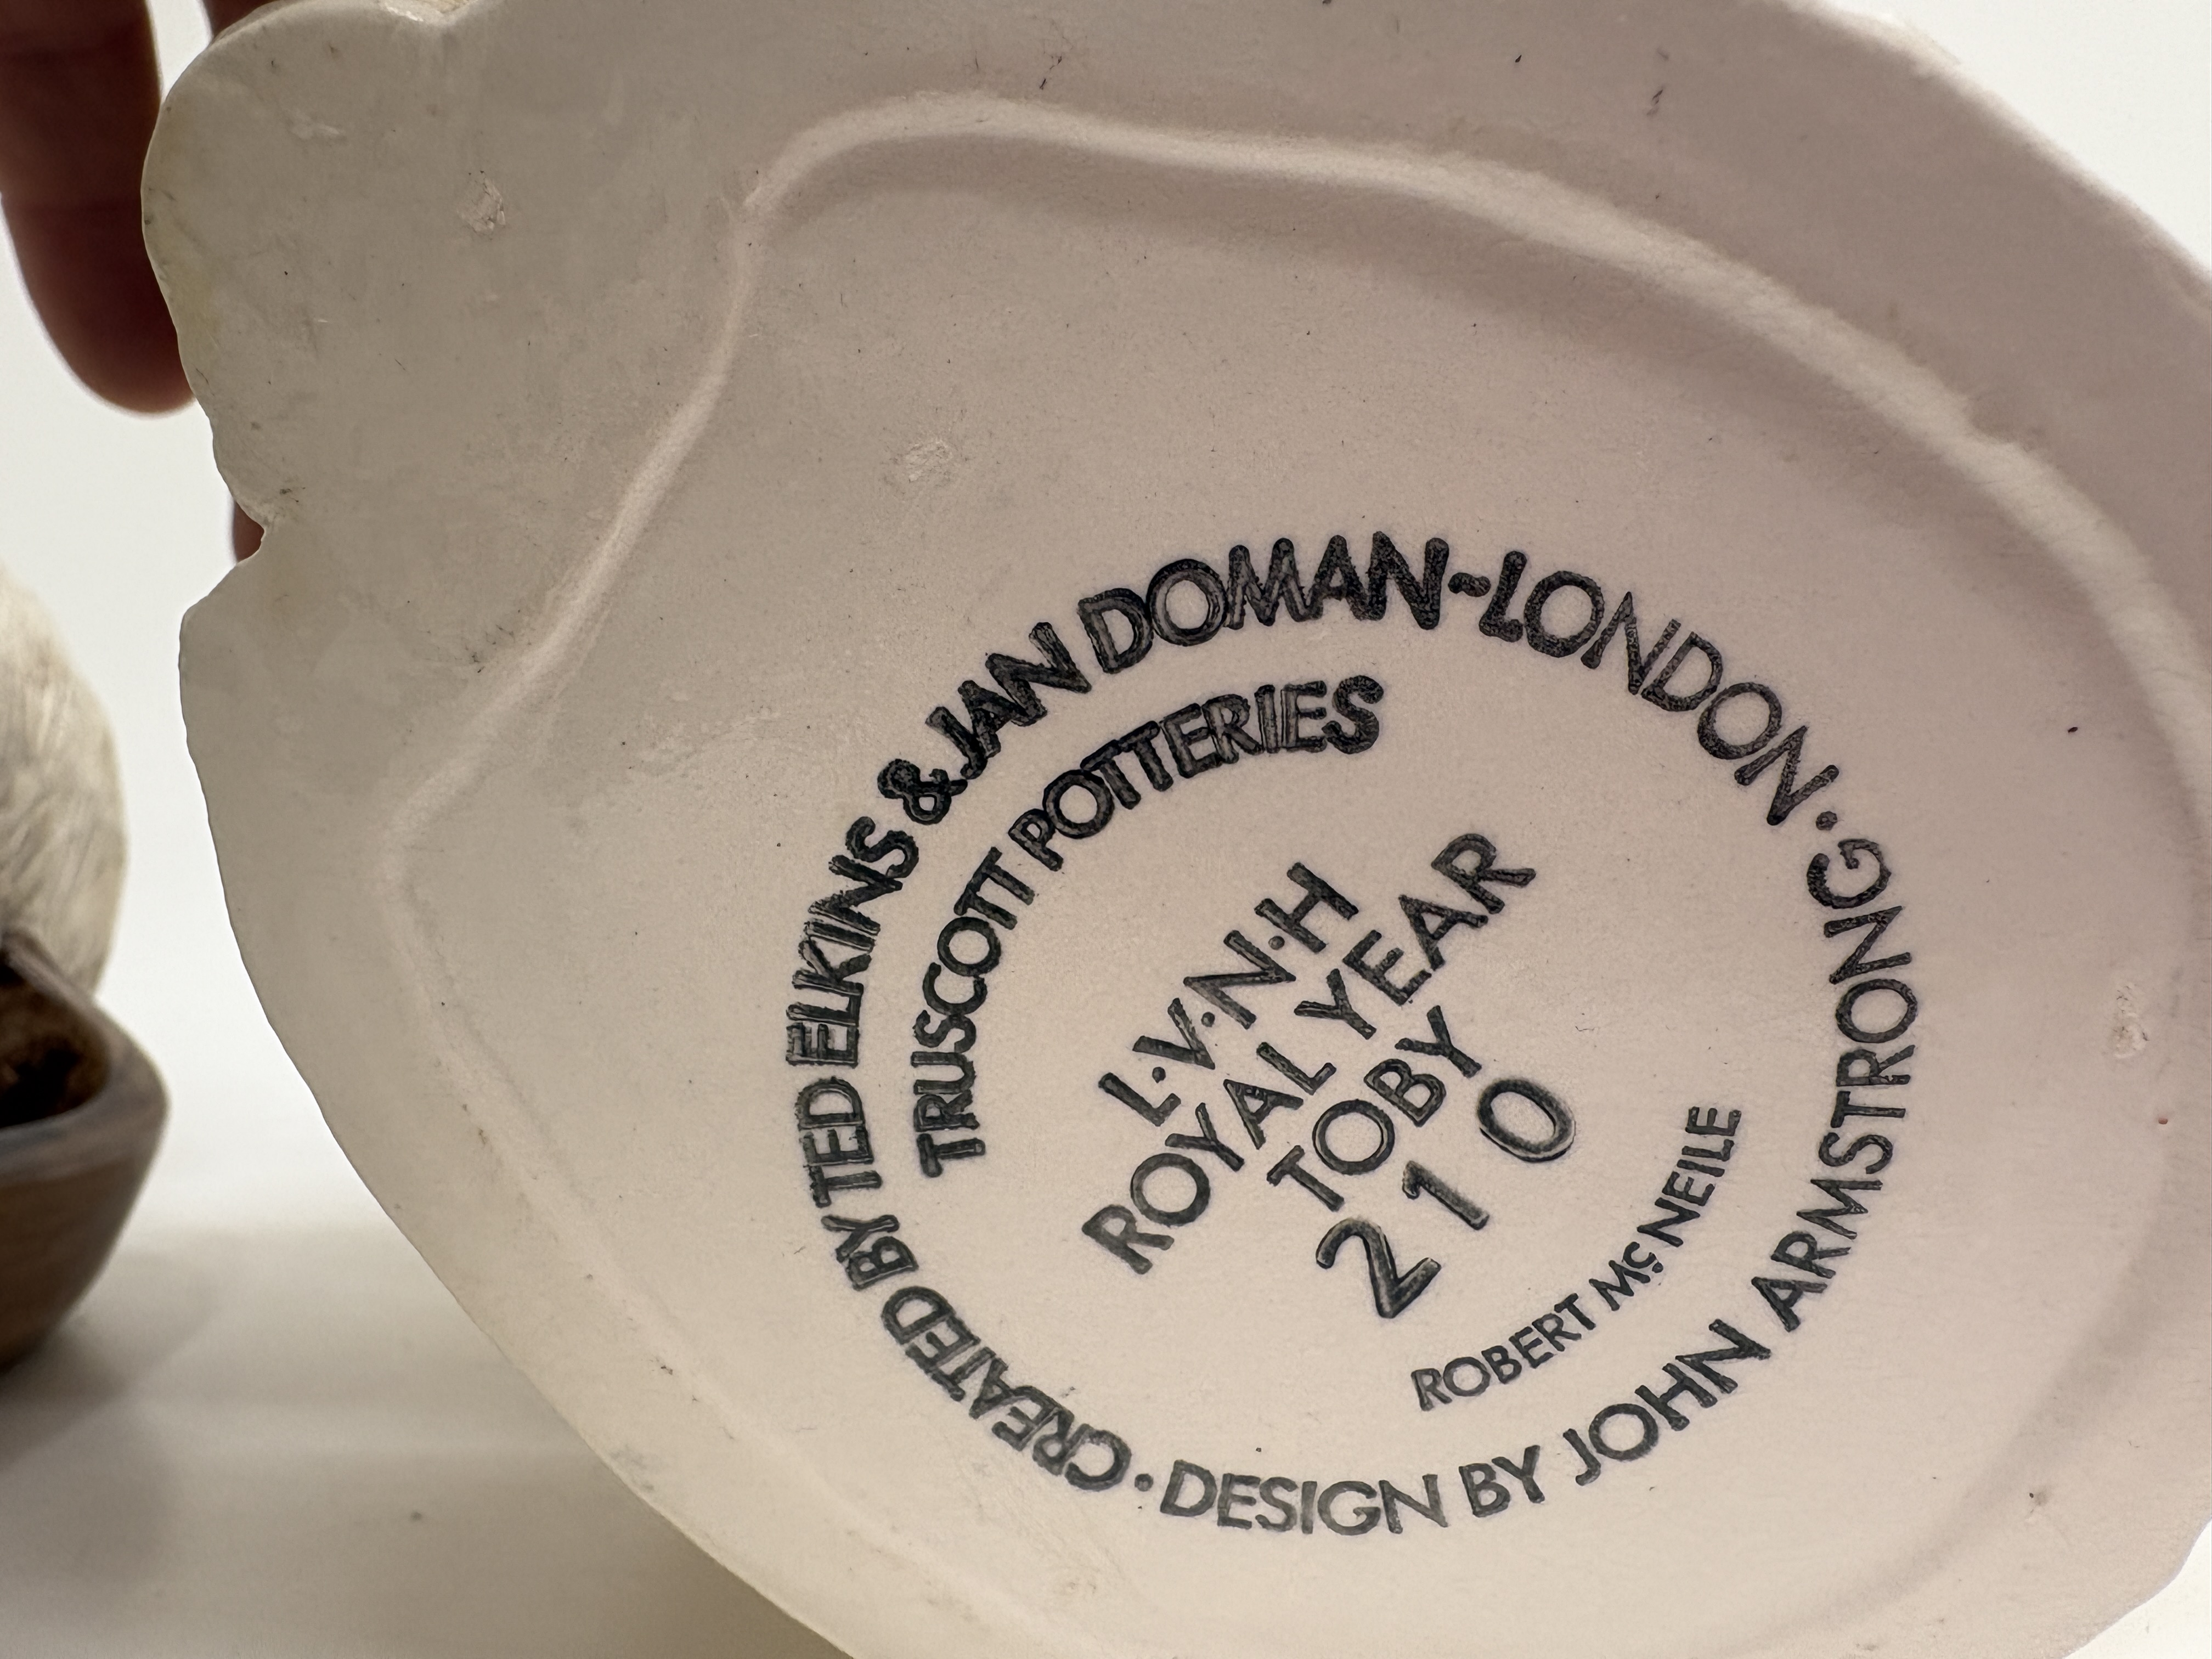 CREATED BY TED ELKINS & JAN DOMAN-LONDON·
DESIGN BY JOHN ARMSTRONG·
TRUSCOTT POTTERIES
L·V·N·H
ROYAL YEAR
TOBY
210
ROBERT McNEILE